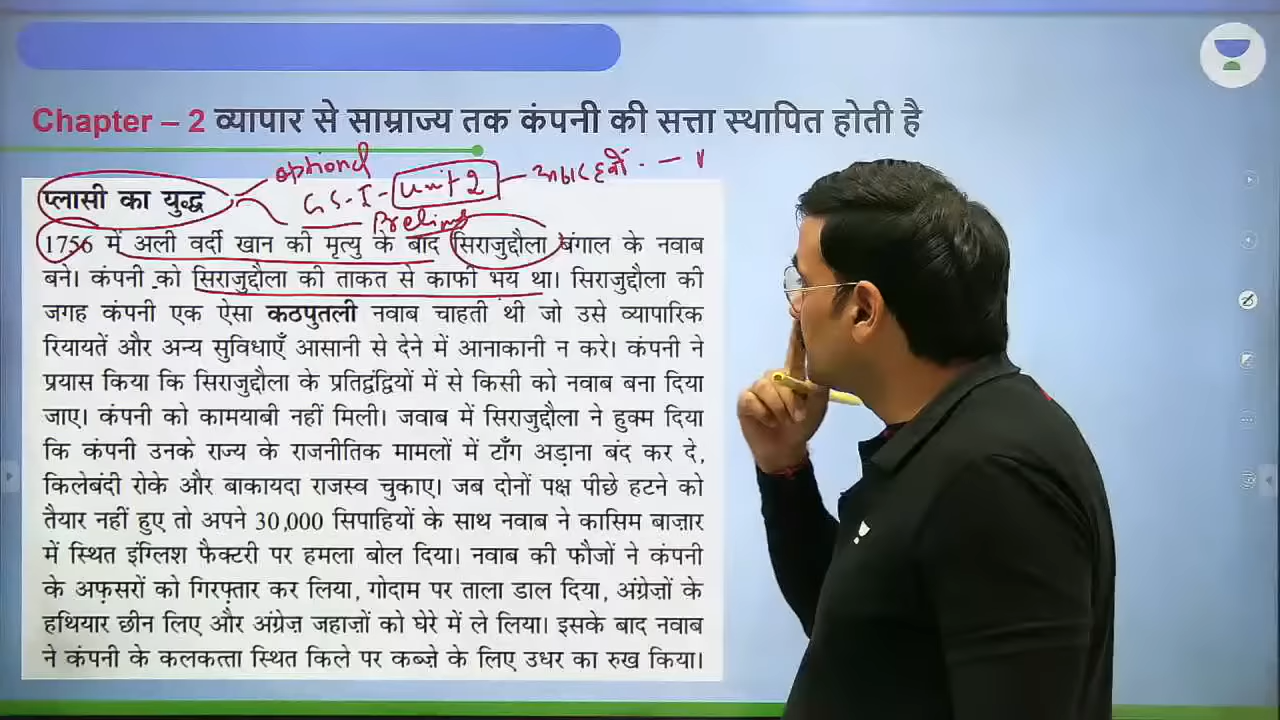 Chapter – 2 व्यापार से साम्राज्य तक कंपनी की सत्ता स्थापित होती है
optional
प्लासी का युद्ध
G.S-I- Unit 2
Prelims
1756 में अली वर्दी खान की मृत्यु के बाद सिराजुद्दौला बंगाल के नवाब
बने। कंपनी को सिराजुद्दौला की ताकत से काफी भय था। सिराजुद्दौला की
जगह कंपनी एक ऐसा कठपुतली नवाब चाहती थी जो उसे व्यापारिक
रियायतें और अन्य सुविधाएँ आसानी से देने में आनाकानी न करे। कंपनी ने
प्रयास किया कि सिराजुद्दौला के प्रतिद्वंद्वियों में से किसी को नवाब बना दिया
जाए। कंपनी को कामयाबी नहीं मिली। जवाब में सिराजुद्दौला ने हुक्म दिया
कि कंपनी उनके राज्य के राजनीतिक मामलों में टाँग अड़ाना बंद कर दे,
किलेबंदी रोके और बाकायदा राजस्व चुकाए। जब दोनों पक्ष पीछे हटने को
तैयार नहीं हुए तो अपने 30,000 सिपाहियों के साथ नवाब ने कासिम बाज़ार
में स्थित इंग्लिश फैक्टरी पर हमला बोल दिया। नवाब की फौजों ने कंपनी
के अफ़सरों को गिरफ़्तार कर लिया, गोदाम पर ताला डाल दिया, अंग्रेज़ों के
हथियार छीन लिए और अंग्रेज़ जहाज़ों को घेरे में ले लिया। इसके बाद नवाब
ने कंपनी के कलकत्ता स्थित किले पर कब्ज़े के लिए उधर का रुख किया।